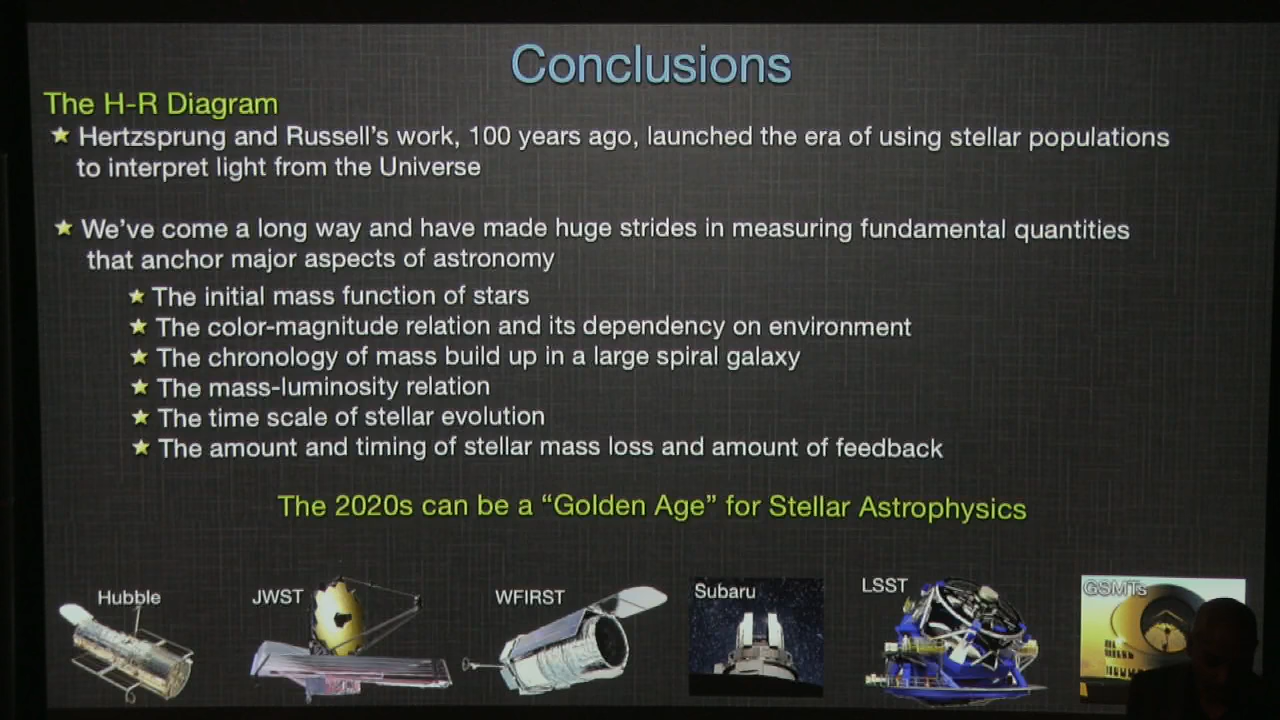 Conclusions
The H-R Diagram
Hertzsprung and Russell's work, 100 years ago, launched the era of using stellar populations
to interpret light from the Universe
We've come a long way and have made huge strides in measuring fundamental quantities
that anchor major aspects of astronomy
The initial mass function of stars
The color-magnitude relation and its dependency on environment
The chronology of mass build up in a large spiral galaxy
The mass-luminosity relation
The time scale of stellar evolution
The amount and timing of stellar mass loss and amount of feedback
The 2020s can be a “Golden Age” for Stellar Astrophysics
Hubble
JWST
WFIRST
Subaru
LSST
GSMTs